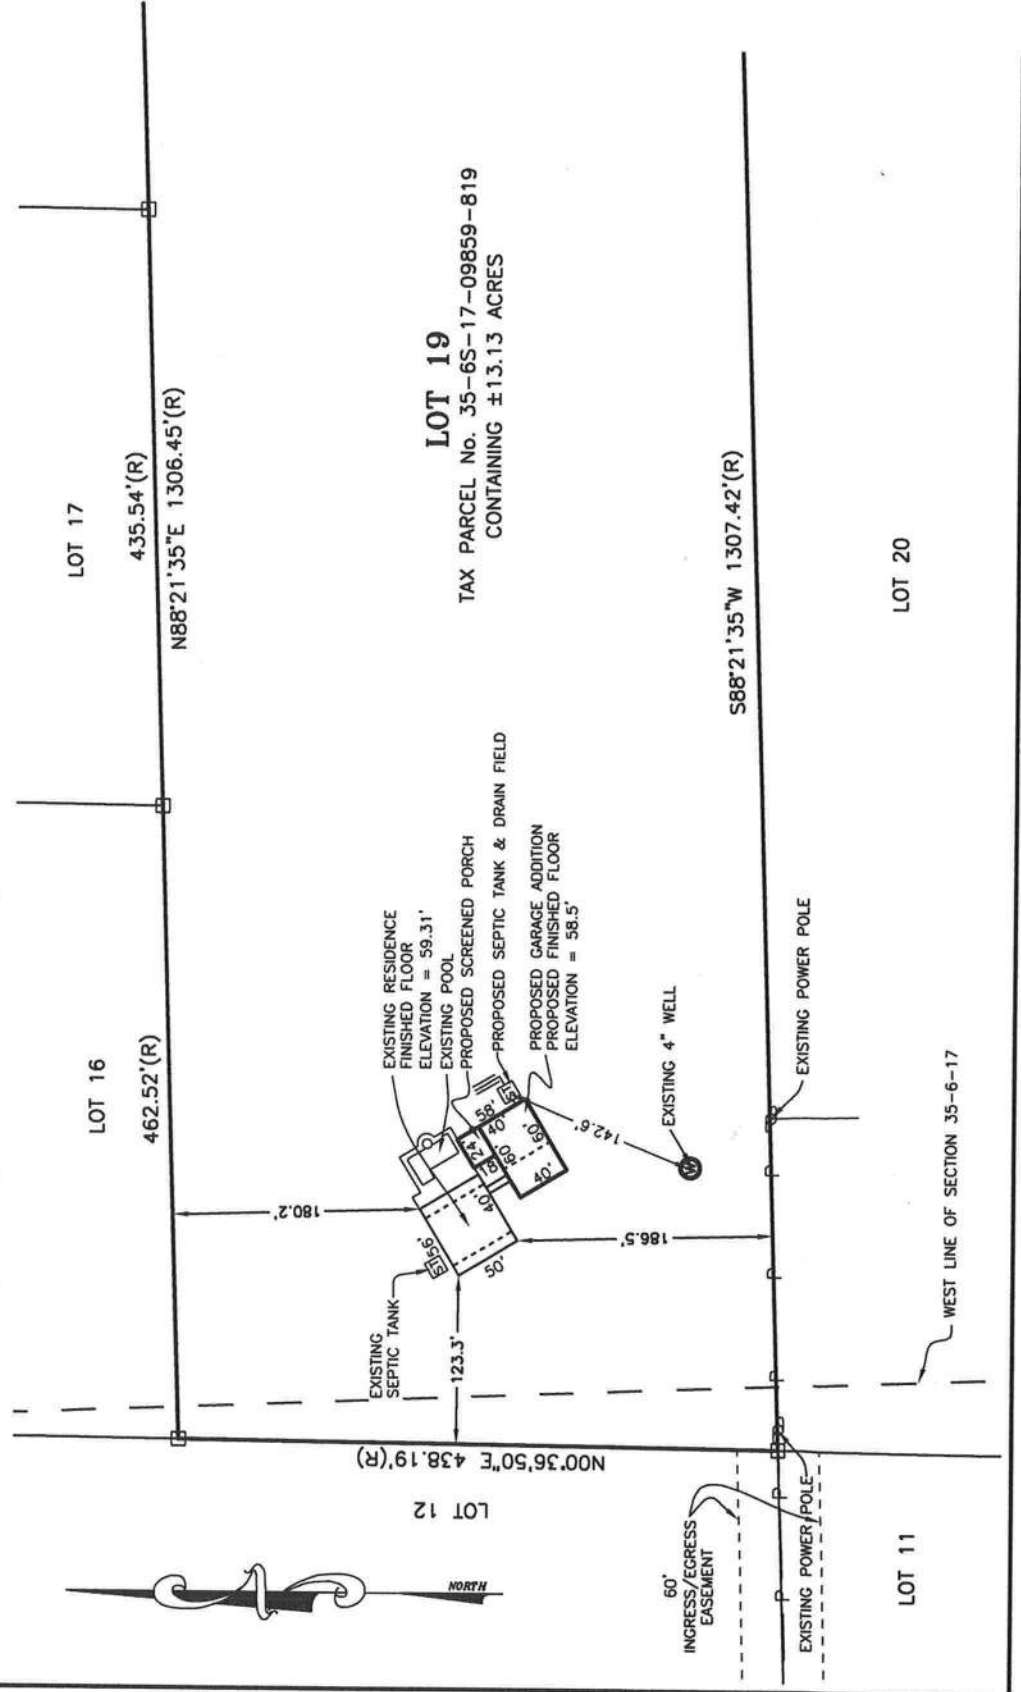 LOT 17
435.54'(R)
N88°21'35"E 1306.45'(R)
LOT 16
462.52'(R)
LOT 19
TAX PARCEL No. 35-6S-17-09859-819
CONTAINING ±13.13 ACRES
EXISTING RESIDENCE
FINISHED FLOOR
ELEVATION = 59.31'
EXISTING POOL
PROPOSED SCREENED PORCH
PROPOSED SEPTIC TANK & DRAIN FIELD
PROPOSED GARAGE ADDITION
PROPOSED FINISHED FLOOR
ELEVATION = 58.5'
180.2'
EXISTING
SEPTIC TANK
ST
56'
50'
40'
18'
24'
58'
40'
60'
60'
40'
ST
123.3'
186.5'
142.6'
W
EXISTING 4" WELL
S88°21'35"W 1307.42'(R)
LOT 20
EXISTING POWER POLE
WEST LINE OF SECTION 35-6-17
N00°36'50"E 438.19'(R)
LOT 12
NORTH
60'
INGRESS/EGRESS
EASEMENT
EXISTING POWER POLE
P
P
P
P
P
LOT 11